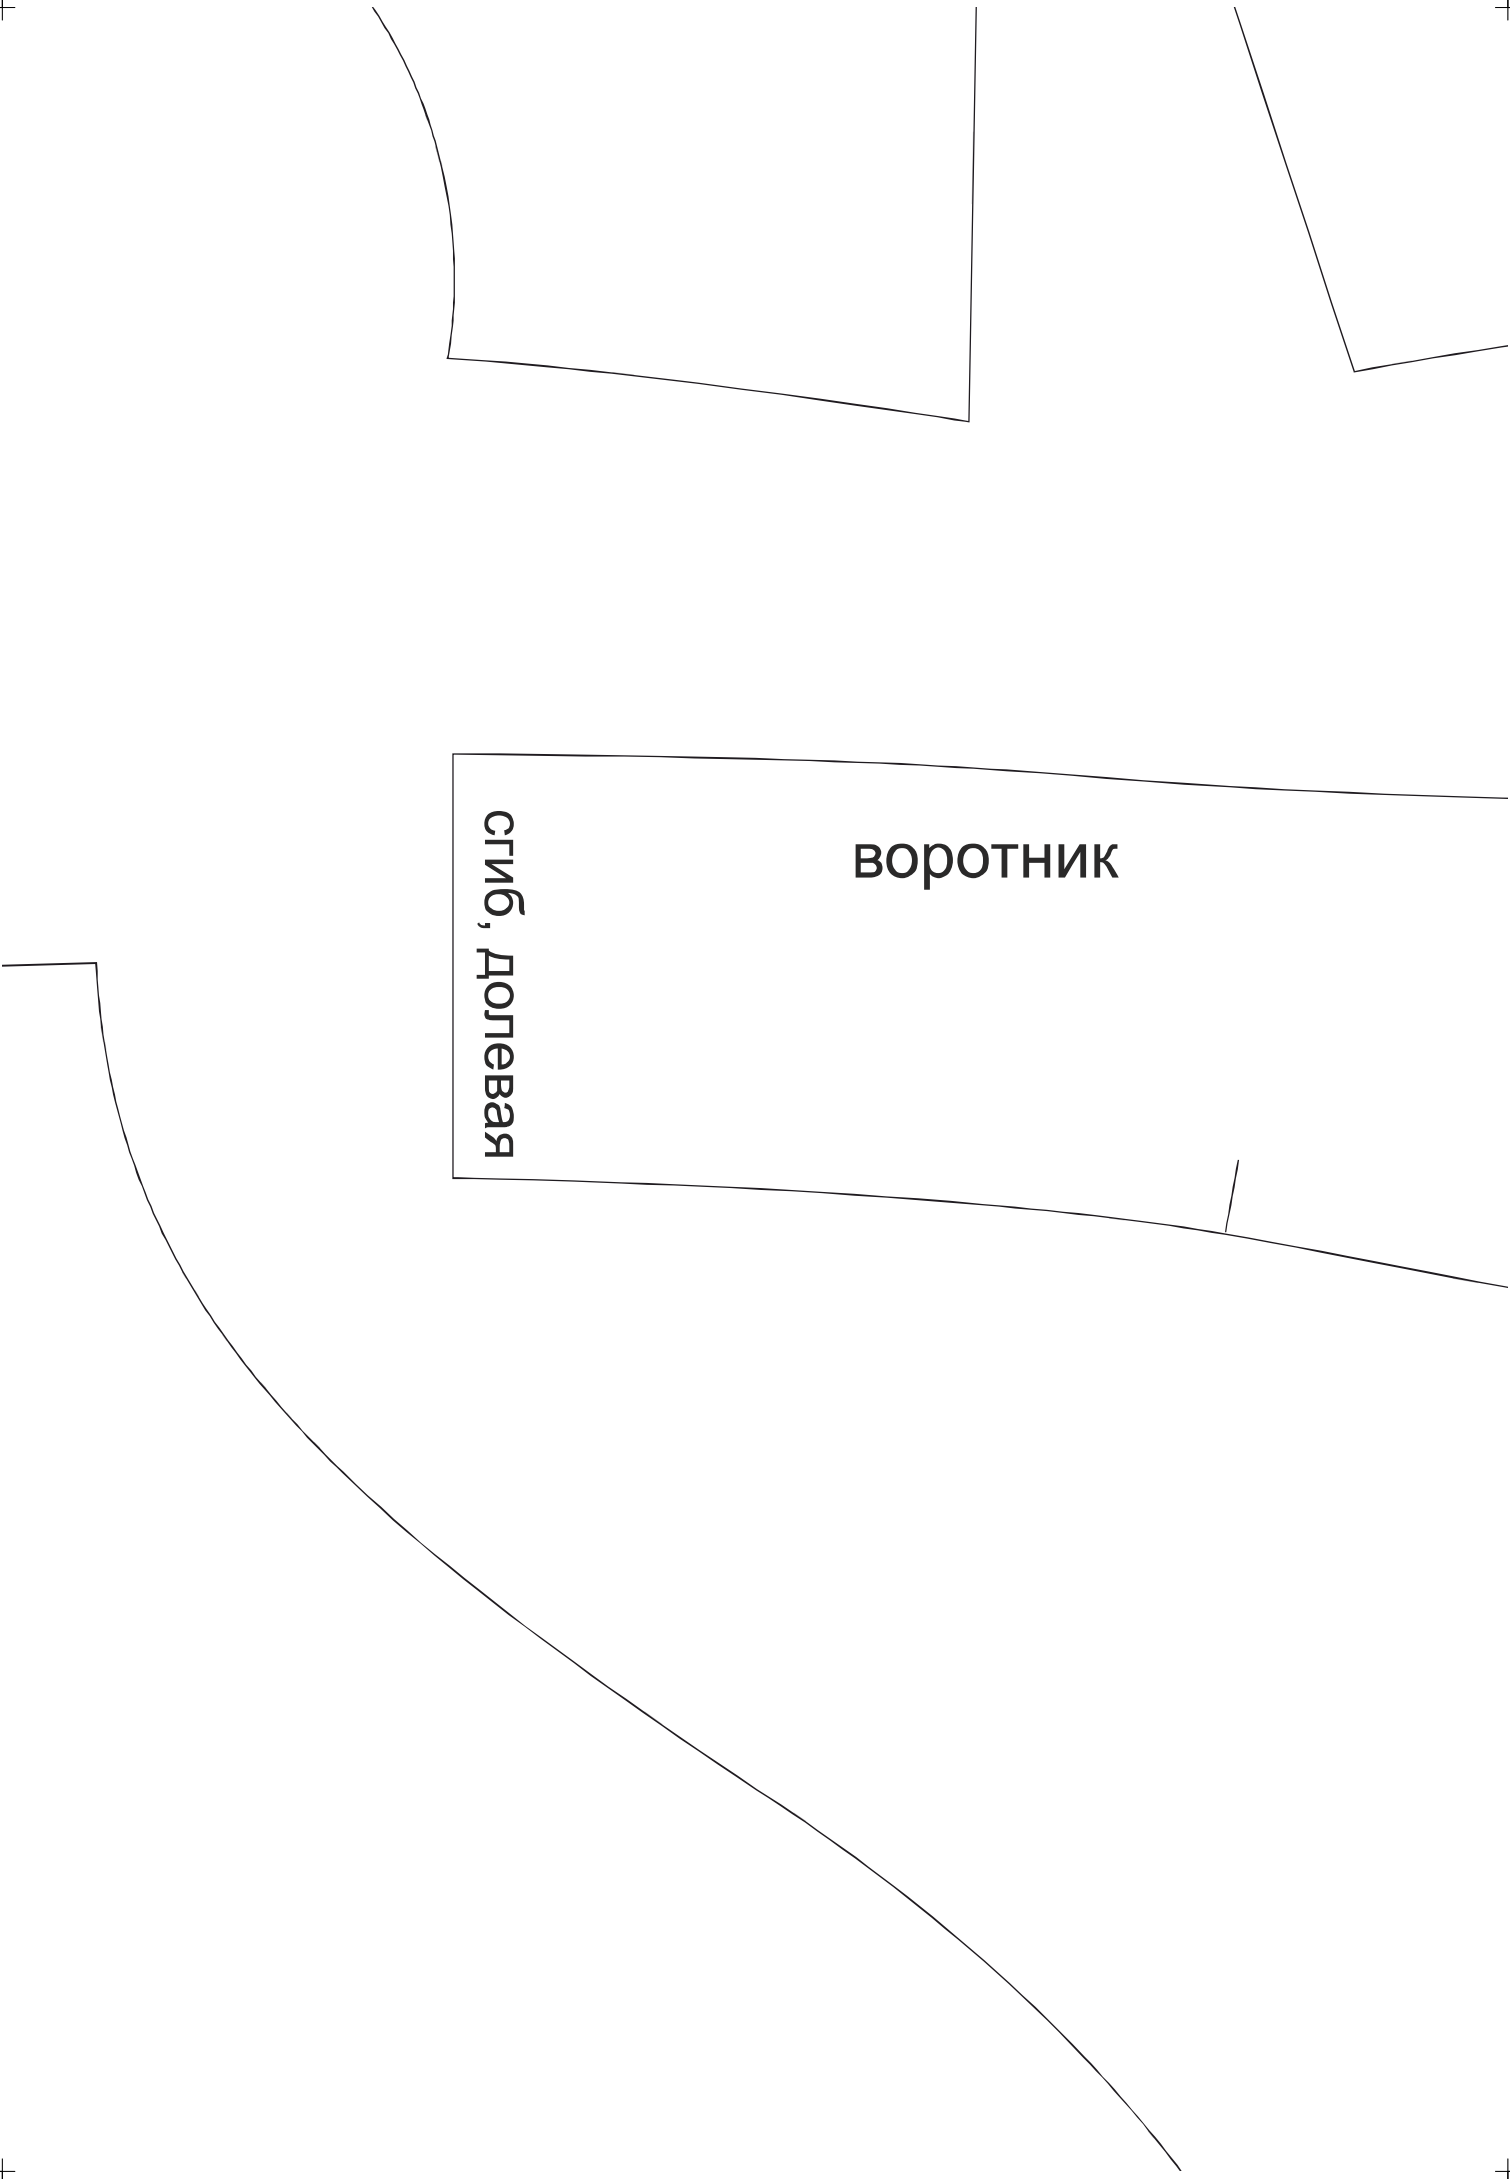 воротник
сгиб, долевая